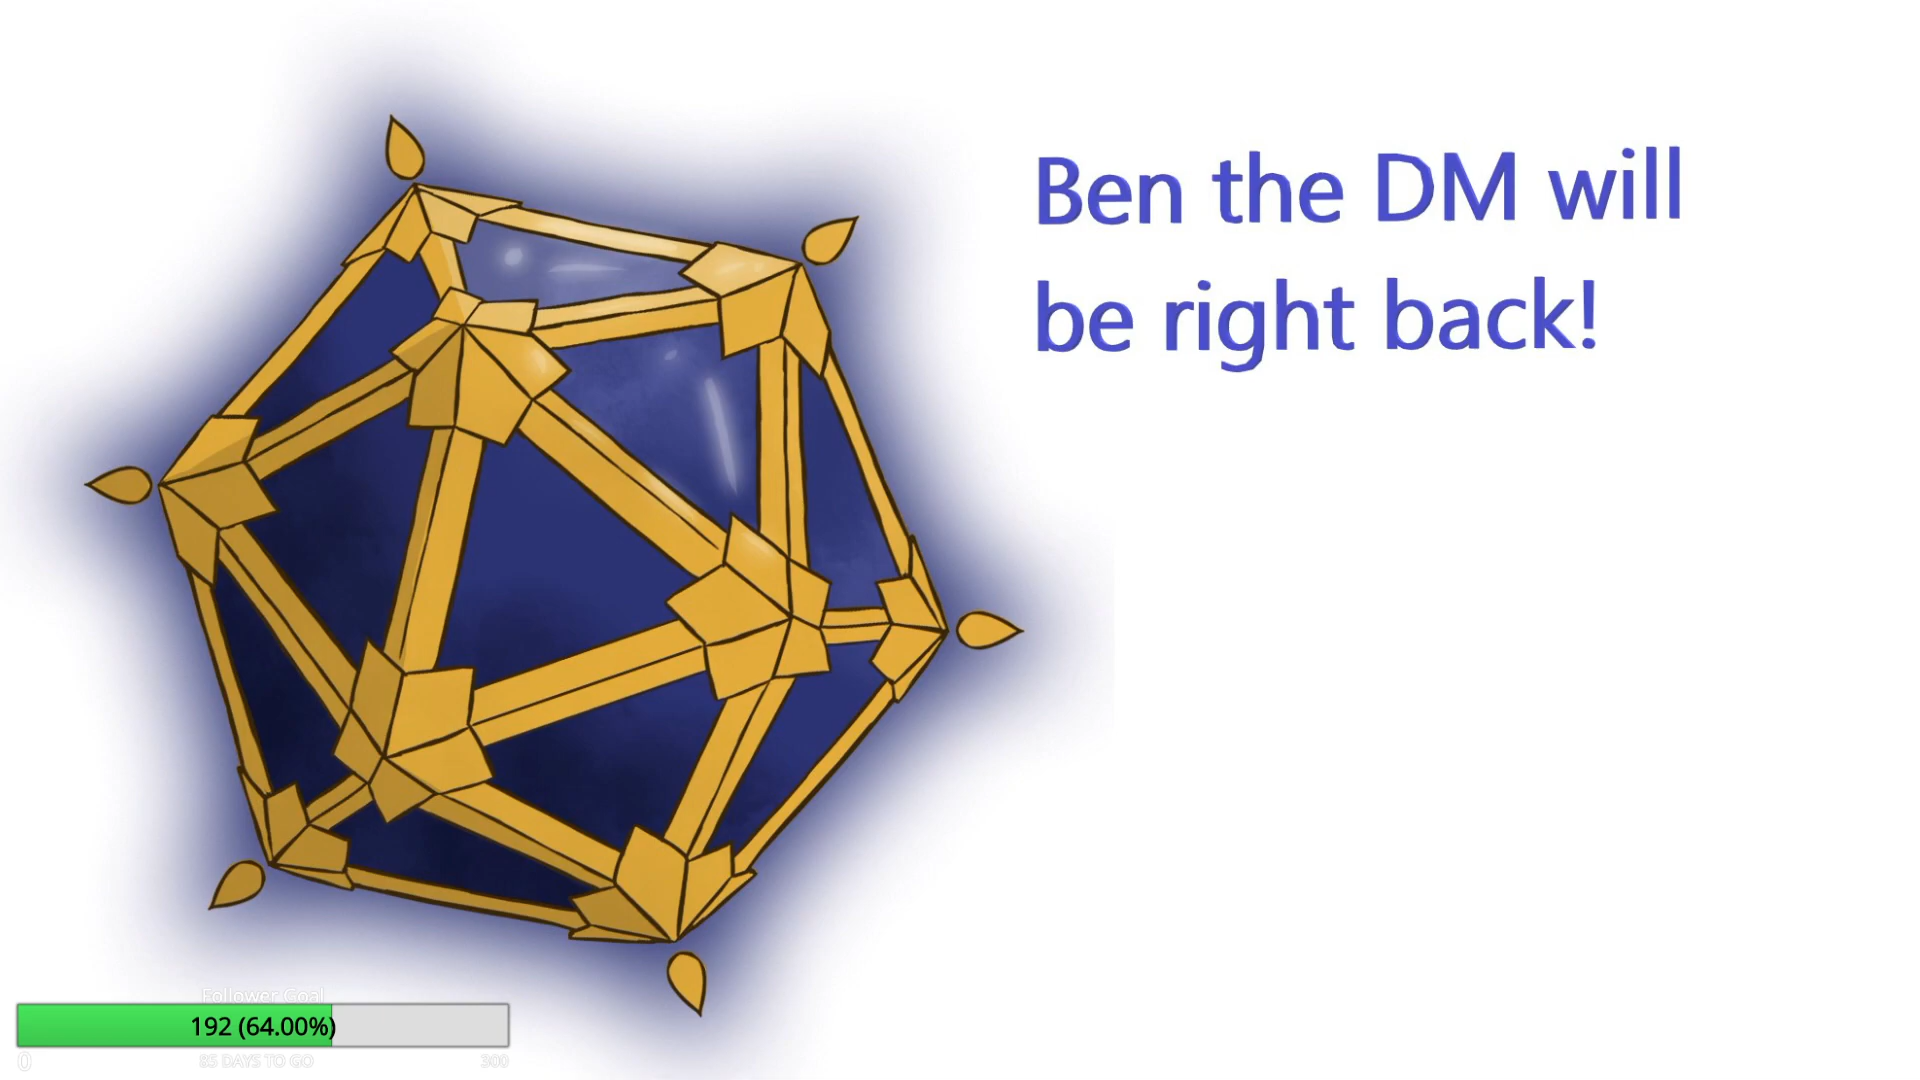 Ben the DM will
be right back!
Follower Goal
192 (64.00%)
0 85 DAYS TO GO 300